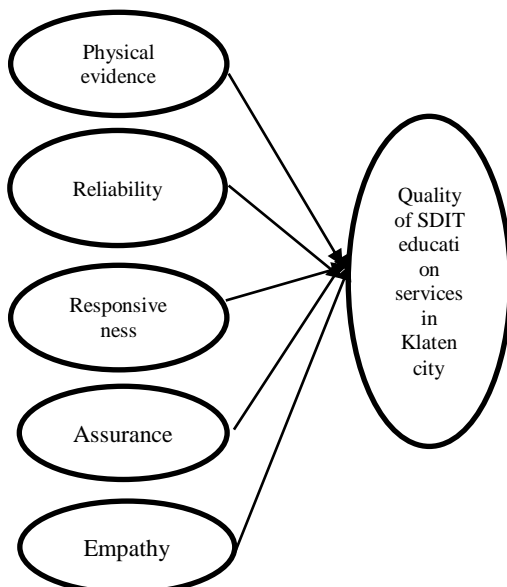 Physical
evidence
Reliability
Responsive
ness
Assurance
Empathy
Quality
of SDIT
educati
on
services
in
Klaten
city